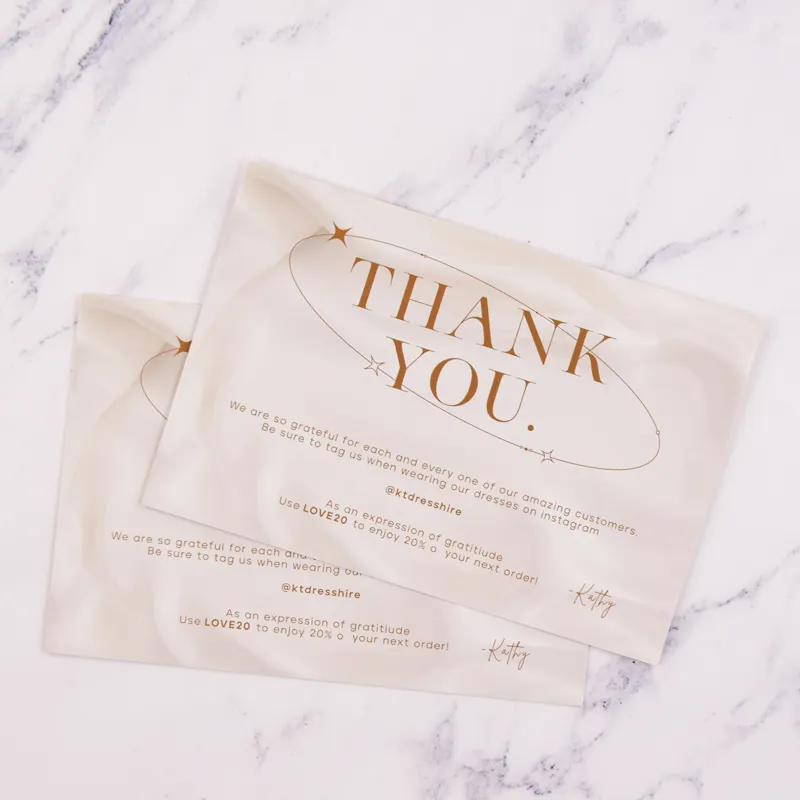 THANK
YOU.
We are so grateful for each and every one of our amazing customers.
Be sure to tag us when wearing our dresses on instagram
@ktdresshire
As an expression of gratitiude
Use LOVE20 to enjoy 20% o your next order!
-Kathy
We are so grateful for each and
Be sure to tag us when wearing ou
@ktdresshire
As an expression of gratitiude
Use LOVE20 to enjoy 20% o your next order!
-Kathy